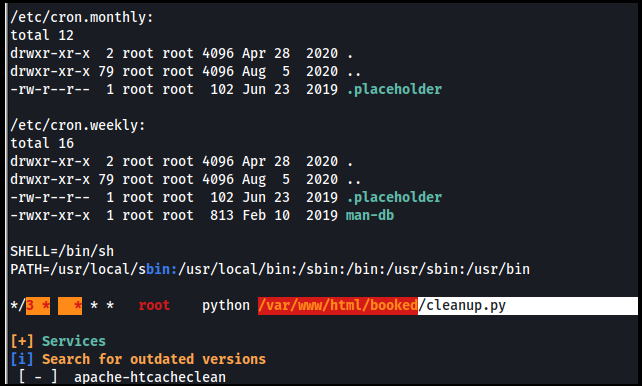 /etc/cron.monthly:
total 12
drwxr-xr-x  2 root root 4096 Apr 28  2020 .
drwxr-xr-x 79 root root 4096 Aug  5  2020 ..
-rw-r--r--  1 root root  102 Jun 23  2019 .placeholder
/etc/cron.weekly:
total 16
drwxr-xr-x  2 root root 4096 Apr 28  2020 .
drwxr-xr-x 79 root root 4096 Aug  5  2020 ..
-rw-r--r--  1 root root  102 Jun 23  2019 .placeholder
-rwxr-xr-x  1 root root  813 Feb 10  2019 man-db
SHELL=/bin/sh
PATH=/usr/local/sbin:/usr/local/bin:/sbin:/bin:/usr/sbin:/usr/bin
*/3 *   * * *   root    python /var/www/html/booked/cleanup.py
[+] Services
[i] Search for outdated versions
 [ - ]  apache-htcacheclean